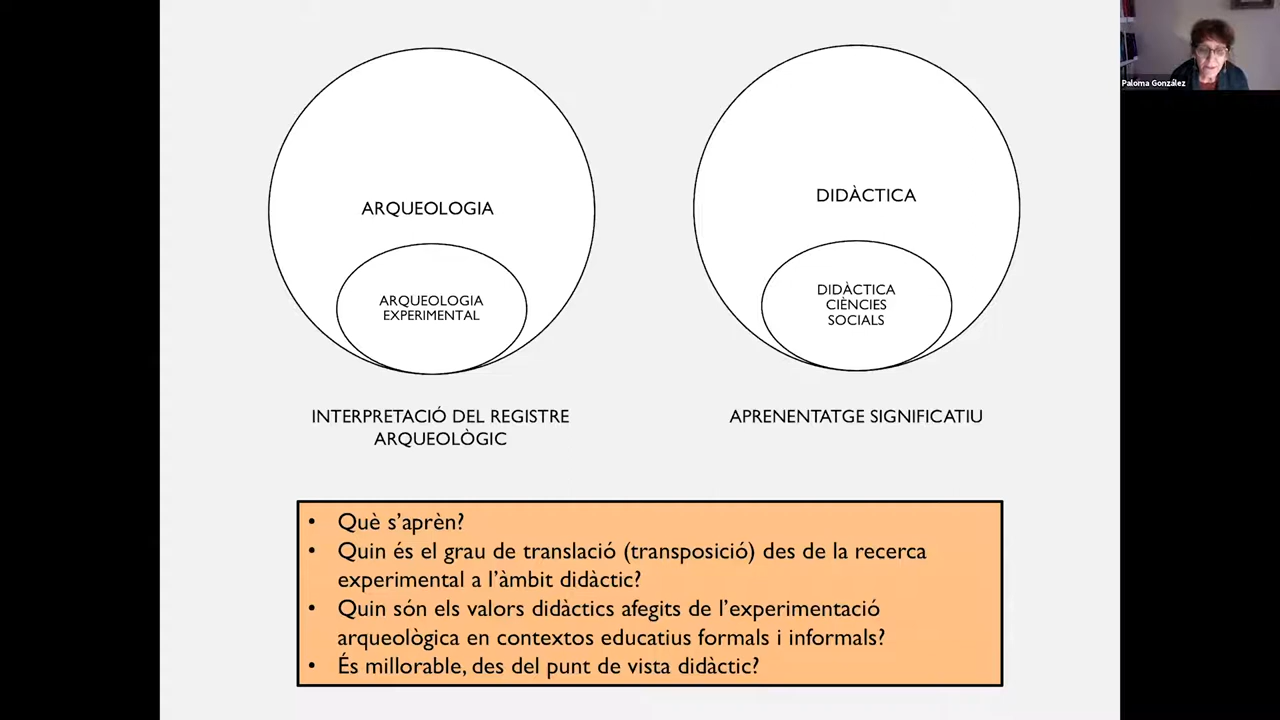 Paloma González
ARQUEOLOGIA
ARQUEOLOGIA
EXPERIMENTAL
INTERPRETACIÓ DEL REGISTRE
ARQUEOLÒGIC
DIDÀCTICA
DIDÀCTICA
CIÈNCIES
SOCIALS
APRENENTATGE SIGNIFICATIU
• Què s'aprèn?
• Quin és el grau de translació (transposició) des de la recerca
experimental a l'àmbit didàctic?
• Quin són els valors didàctics afegits de l'experimentació
arqueològica en contextos educatius formals i informals?
• És millorable, des del punt de vista didàctic?